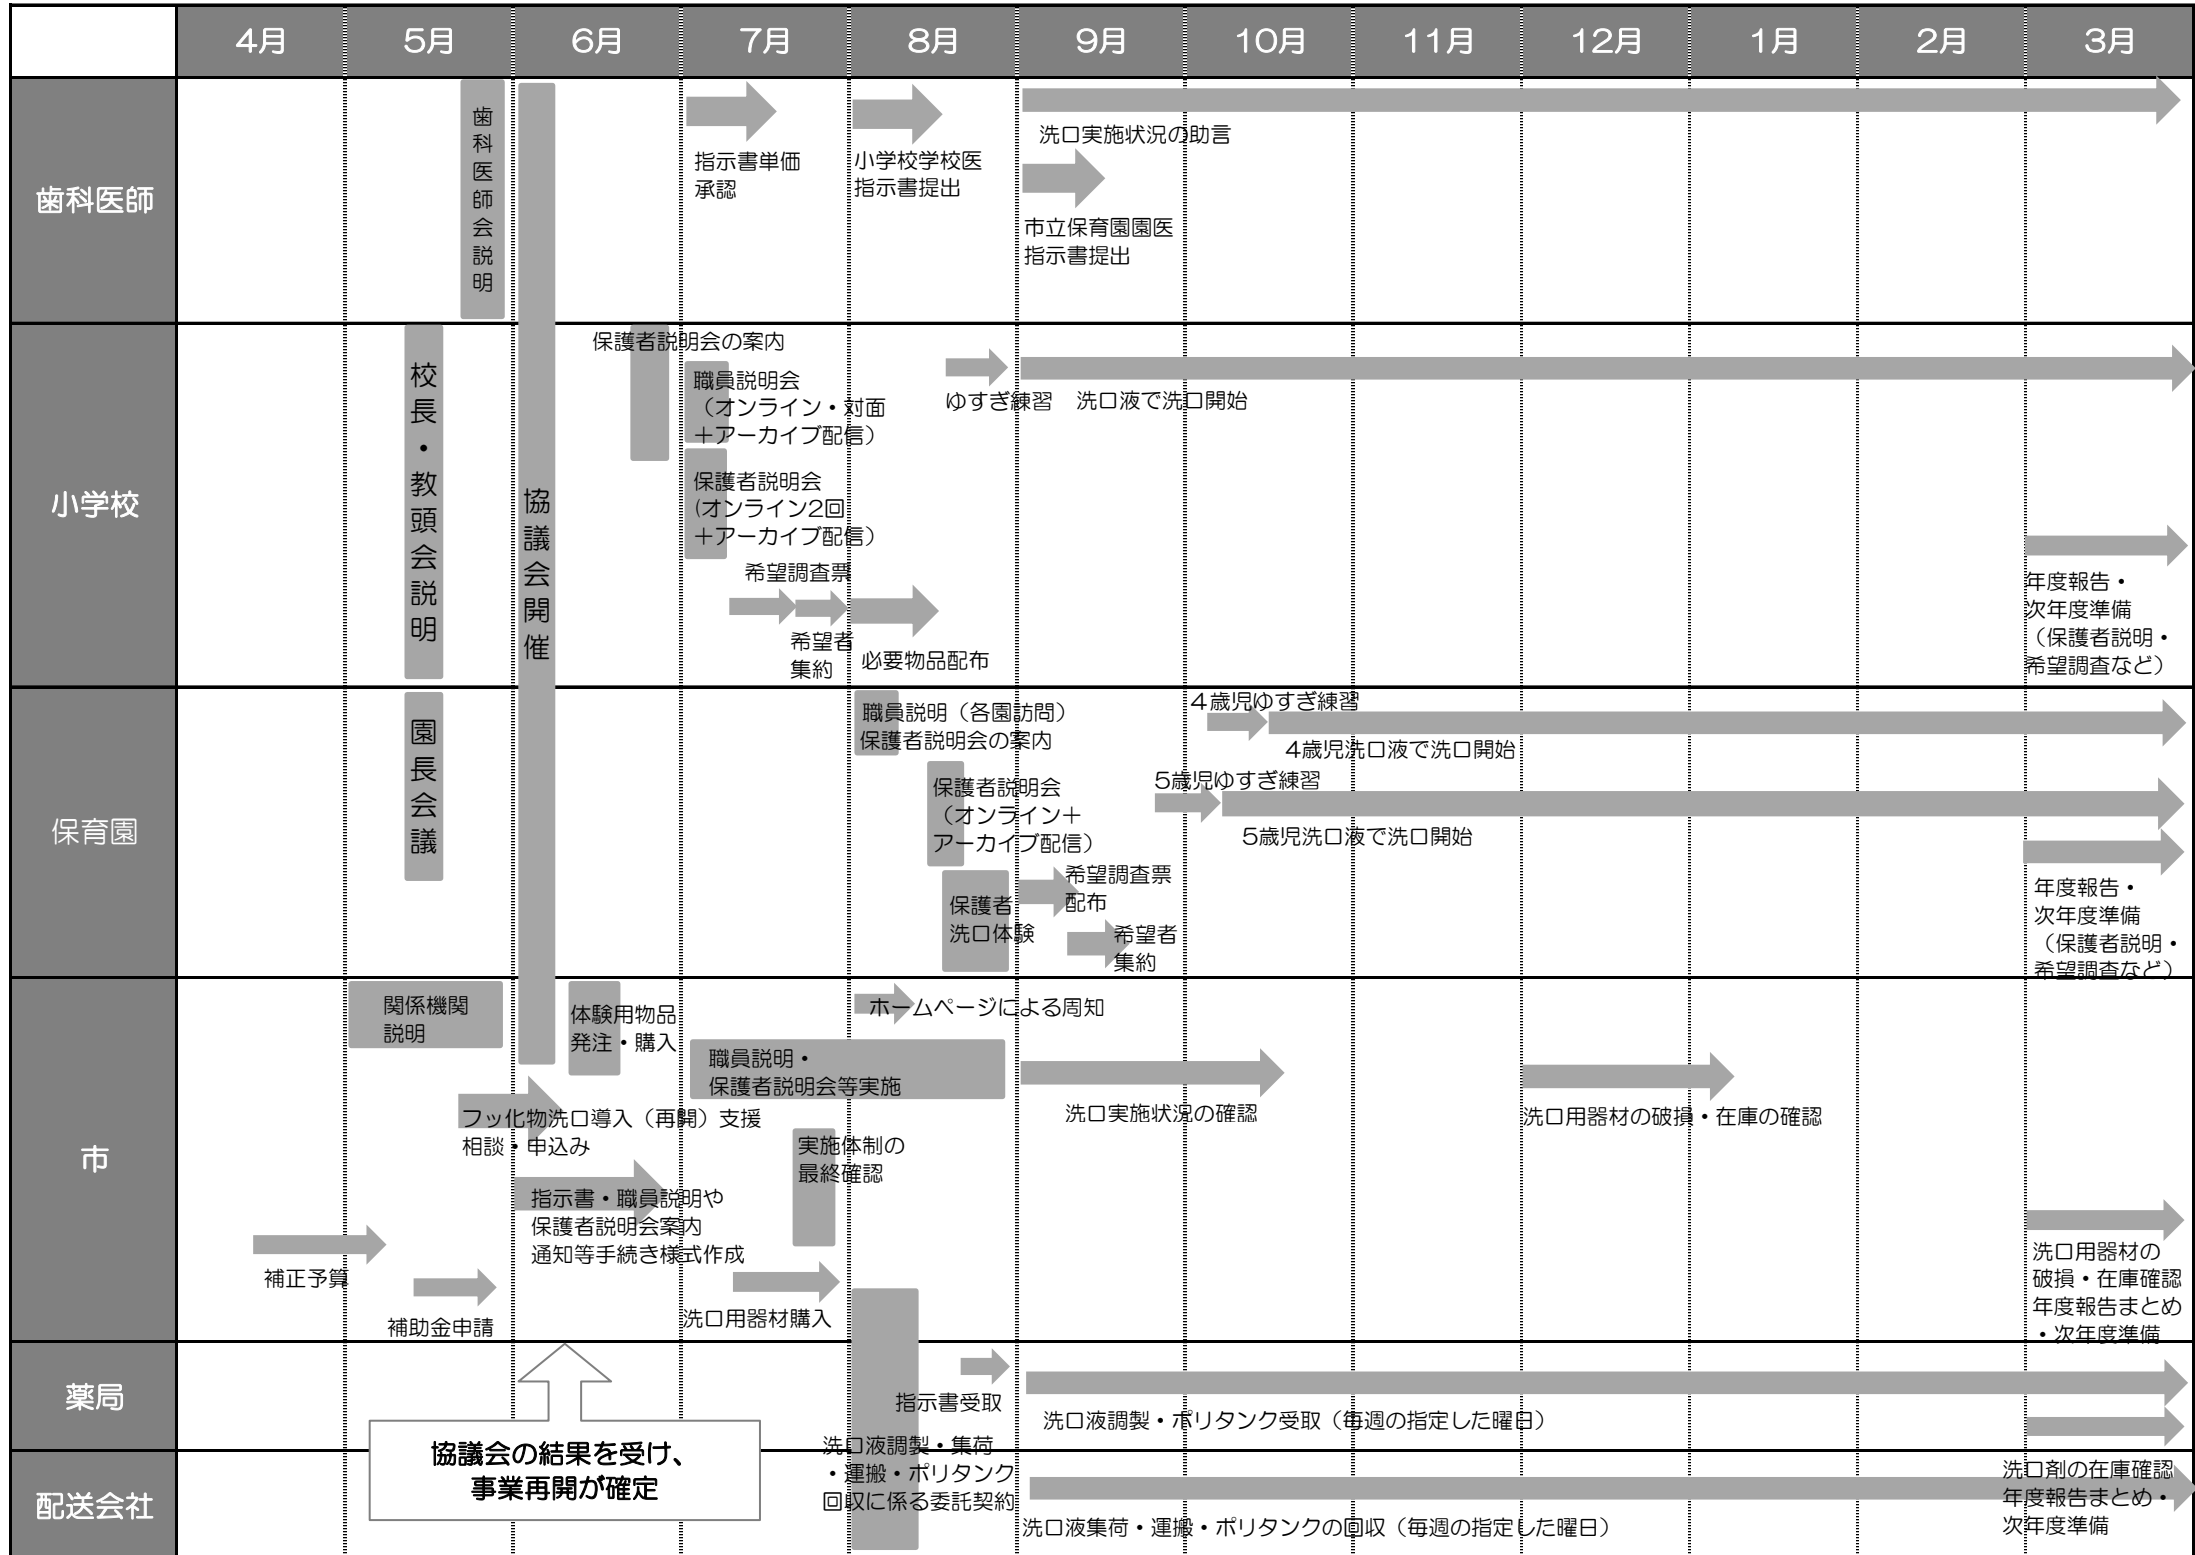 4月
5月
6月
7月
8月
9月
10月
11月
12月
1月
2月
3月
歯科医師
歯科医師会説明
指示書単価
承認
小学校学校医
指示書提出
洗口実施状況の助言
市立保育園園医
指示書提出
小学校
校長・教頭会説明
協議会開催
保護者説明会の案内
職員説明会
（オンライン・対面
＋アーカイブ配信）
保護者説明会
(オンライン2回
＋アーカイブ配信）
希望調査票
希望者
集約
必要物品配布
ゆすぎ練習
洗口液で洗口開始
年度報告・
次年度準備
（保護者説明・
希望調査など）
保育園
園長会議
職員説明（各園訪問）
保護者説明会の案内
保護者説明会
（オンライン＋
アーカイブ配信）
保護者
洗口体験
希望調査票
配布
希望者
集約
４歳児ゆすぎ練習
4歳児洗口液で洗口開始
5歳児ゆすぎ練習
5歳児洗口液で洗口開始
年度報告・
次年度準備
（保護者説明・
希望調査など）
市
関係機関
説明
体験用物品
発注・購入
ホームページによる周知
職員説明・
保護者説明会等実施
洗口実施状況の確認
洗口用器材の破損・在庫の確認
フッ化物洗口導入（再開）支援
相談・申込み
実施体制の
最終確認
指示書・職員説明や
保護者説明会案内
通知等手続き様式作成
補正予算
補助金申請
洗口用器材購入
洗口用器材の
破損・在庫確認
年度報告まとめ
・次年度準備
薬局
指示書受取
洗口液調製・ポリタンク受取（毎週の指定した曜日）
協議会の結果を受け、
事業再開が確定
洗口液調製・集荷
・運搬・ポリタンク
回収に係る委託契約
配送会社
洗口液集荷・運搬・ポリタンクの回収（毎週の指定した曜日）
洗口剤の在庫確認
年度報告まとめ・
次年度準備